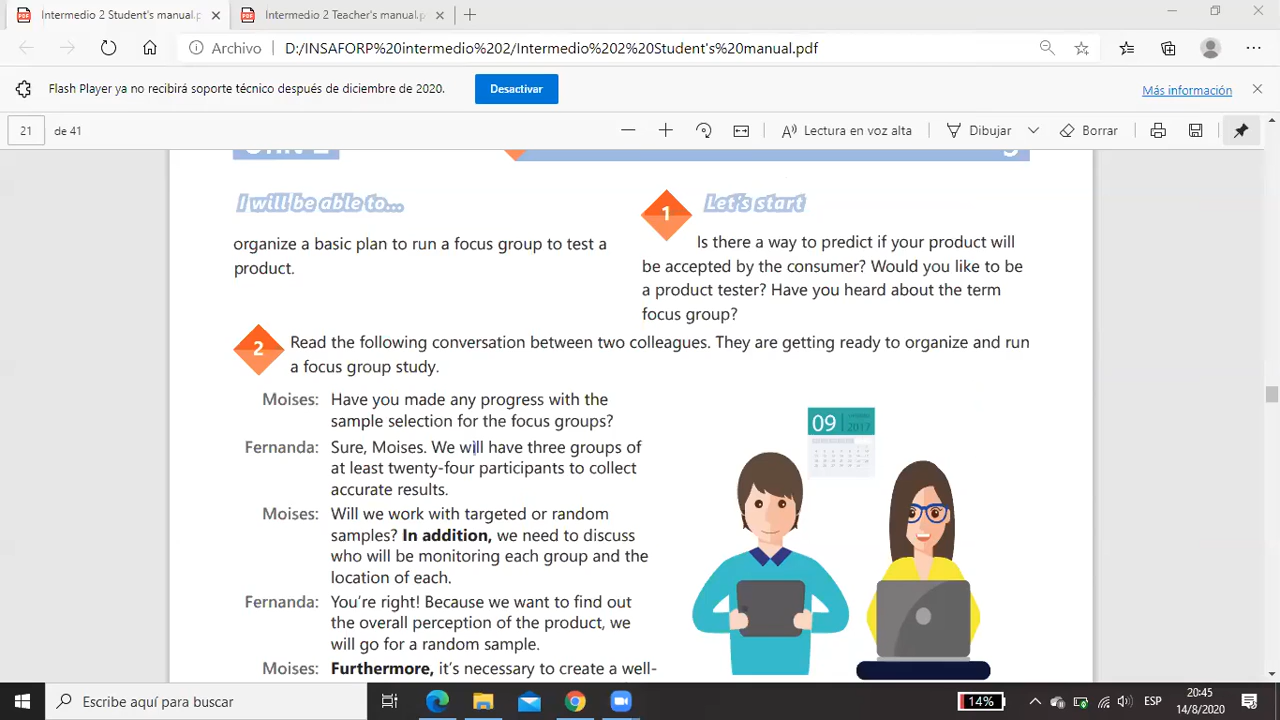 Intermedio 2 Student's manual.p
Intermedio 2 Teacher's manual.p
Archivo
D:/INSAFORP%20intermedio%202/Intermedio%202%20Student's%20manual.pdf
Flash Player ya no recibirá soporte técnico después de diciembre de 2020.
Desactivar
Más información
21 de 41
Lectura en voz alta
Dibujar
Borrar
I will be able to...
organize a basic plan to run a focus group to test a
product.
1
Let's start
Is there a way to predict if your product will
be accepted by the consumer? Would you like to be
a product tester? Have you heard about the term
focus group?
2
Read the following conversation between two colleagues. They are getting ready to organize and run
a focus group study.
Moises: Have you made any progress with the
sample selection for the focus groups?
Fernanda: Sure, Moises. We will have three groups of
at least twenty-four participants to collect
accurate results.
Moises: Will we work with targeted or random
samples? In addition, we need to discuss
who will be monitoring each group and the
location of each.
Fernanda: You're right! Because we want to find out
the overall perception of the product, we
will go for a random sample.
Moises: Furthermore, it's necessary to create a well-
09
2017
Escribe aquí para buscar
14%
ESP
20:45
14/8/2020